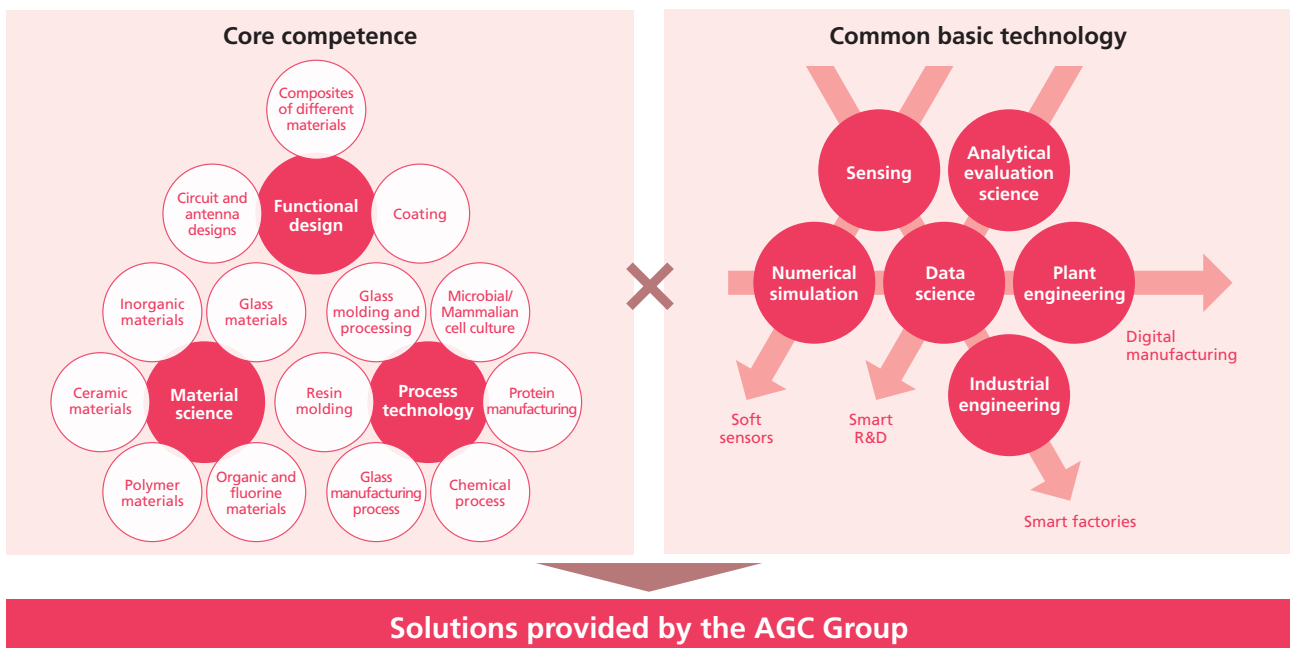 Core competence
Composites
of different
materials
Circuit and
antenna
designs
Functional
design
Coating
Inorganic
materials
Glass
materials
Glass
molding and
processing
Microbial/
Mammalian
cell culture
Ceramic
materials
Material
science
Resin
molding
Process
technology
Protein
manufacturing
Polymer
materials
Organic and
fluorine
materials
Glass
manufacturing
process
Chemical
process
Common basic technology
Sensing
Analytical
evaluation
science
Numerical
simulation
Data
science
Plant
engineering
Digital
manufacturing
Industrial
engineering
Soft
sensors
Smart
R&D
Smart factories
Solutions provided by the AGC Group